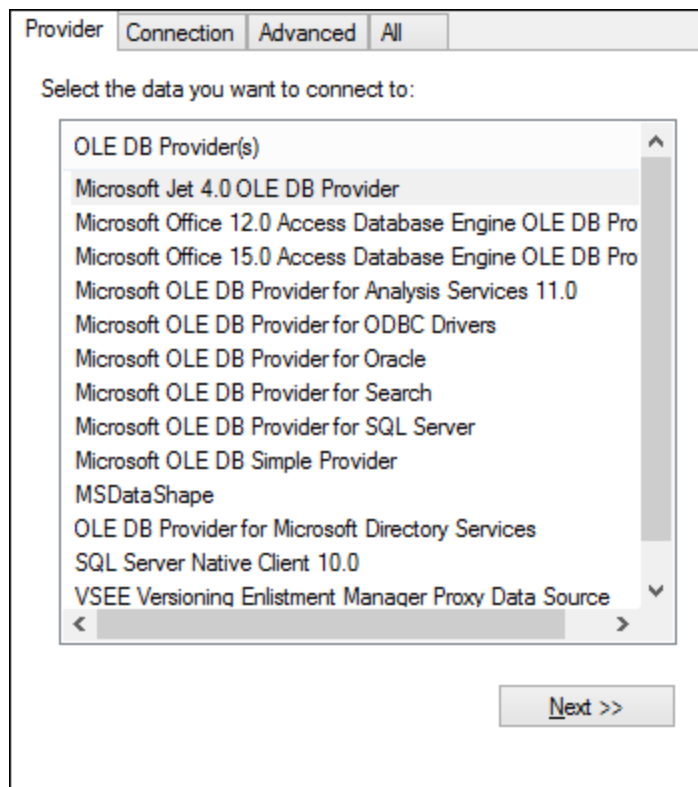 Provider Connection Advanced All
Select the data you want to connect to:
OLE DB Provider(s)
Microsoft Jet 4.0 OLE DB Provider
Microsoft Office 12.0 Access Database Engine OLE DB Pro
Microsoft Office 15.0 Access Database Engine OLE DB Pro
Microsoft OLE DB Provider for Analysis Services 11.0
Microsoft OLE DB Provider for ODBC Drivers
Microsoft OLE DB Provider for Oracle
Microsoft OLE DB Provider for Search
Microsoft OLE DB Provider for SQL Server
Microsoft OLE DB Simple Provider
MSDataShape
OLE DB Provider for Microsoft Directory Services
SQL Server Native Client 10.0
VSEE Versioning Enlistment Manager Proxy Data Source
Next >>